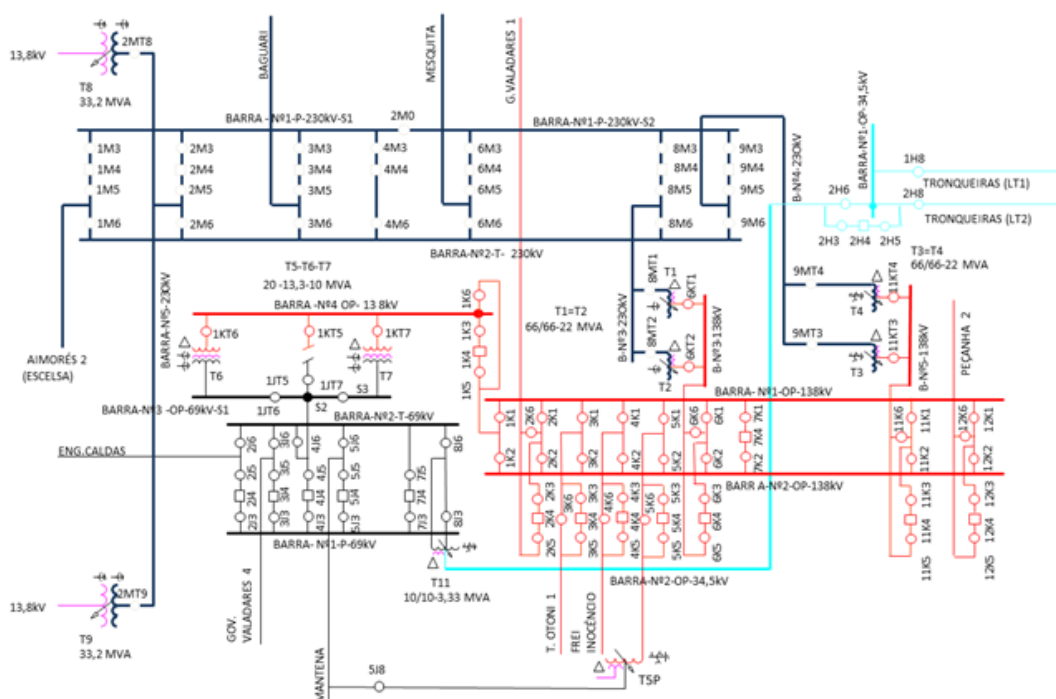 13,8kV
2MT8
T8
33,2 MVA
BAGUARI
MESQUITA
G.VALADARES 1
BARRA - Nº1-P-230kV-S1
2M0
BARRA-Nº1-P-230kV-S2
1M3
1M4
1M5
1M6
2M3
2M4
2M5
2M6
3M3
3M4
3M5
3M6
4M3
4M4
4M6
6M3
6M4
6M5
6M6
8M3
8M4
8M5
8M6
9M3
9M4
9M5
9M6
BARRA-Nº2-T- 230kV
B-Nº4-230kV
BARRA-Nº1-OP-34,5kV
1H8
TRONQUEIRAS (LT1)
2H6
2H8
TRONQUEIRAS (LT2)
2H3
2H4
2H5
T3=T4
66/66-22 MVA
BARRA-Nº5-230kV
AIMORÉS 2
(ESCELSA)
T5-T6-T7
20 -13,3-10 MVA
BARRA -Nº4 OP- 13 8kV
1KT6
1KT5
1KT7
T6
T7
1JT5
1JT7
S3
1JT6
S2
BARRA-Nº3 -OP-69kV-S1
BARRA-Nº2-T-69kV
1K6
1K3
1K4
1K5
T1=T2
66/66-22 MVA
B-Nº3-230kV
8MT1
8MT2
T1
T2
6KT1
6KT2
B-Nº3-138kV
9MT4
9MT3
T4
T3
11KT4
11KT3
B-Nº5-138kV
PEÇANHA 2
BARRA-Nº1-OP-138kV
1K1
1K2
2K6
2K1
2K2
3K1
3K2
4K1
4K2
5K1
5K2
6K6
6K1
6K2
7K1
7K4
7K2
11K6
11K1
11K2
12K6
12K1
12K2
BARR A-Nº2-OP-138kV
2K3
2K4
2K5
3K6
3K3
3K4
3K5
4K6
4K3
4K4
4K5
5K6
5K3
5K4
5K5
6K3
6K4
6K5
11K3
11K4
11K5
12K3
12K4
12K5
ENG.CALDAS
2J6
2J5
2J4
2J3
3J6
3J5
3J4
3J3
4J6
4J5
4J4
4J3
5J6
5J5
5J4
5J3
7J5
7J4
7J3
8J6
8J3
BARRA- Nº1-P-69kV
T11
10/10-3,33 MVA
BARRA-Nº2-OP-34,5kV
13,8kV
2MT9
T9
33,2 MVA
GOV.
VALADARES 4
MANTENA
5J8
T. OTONI 1
FREI
INOCÊNCIO
T5P